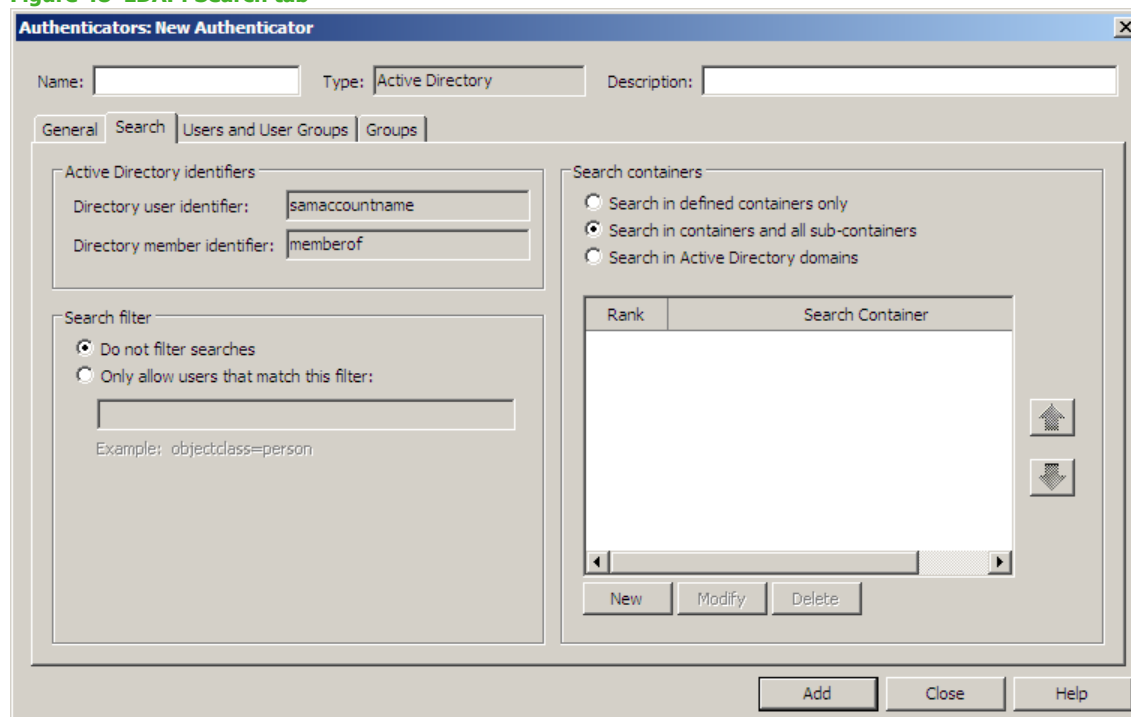 Figure 48 LDAP: Search tab
Authenticators: New Authenticator
Name:
Type: Active Directory
Description:
General
Search
Users and User Groups
Groups
Active Directory identifiers
Directory user identifier: samaccountname
Directory member identifier: memberof
Search filter
Do not filter searches
Only allow users that match this filter:
Example: objectclass=person
Search containers
Search in defined containers only
Search in containers and all sub-containers
Search in Active Directory domains
Rank Search Container
New Modify Delete
Add Close Help